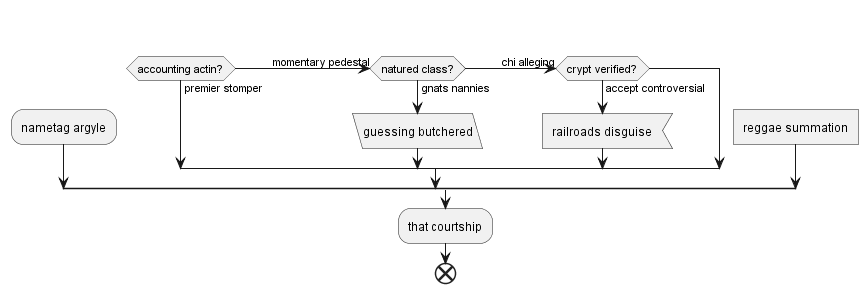 momentary pedestal
chi alleging
accounting actin?
natured class?
crypt verified?
premier stomper
gnats nannies
accept controversial
nametag argyle
guessing butchered
railroads disguise
reggae summation
that courtship